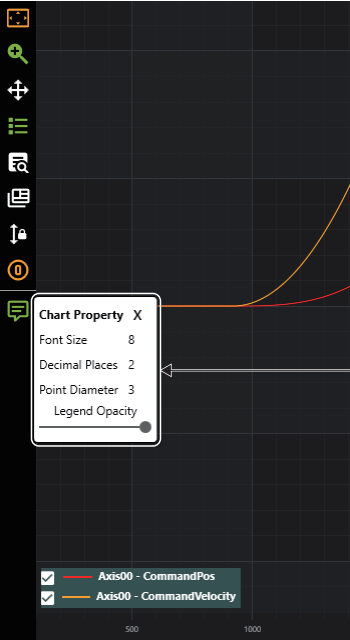 Chart Property X
Font Size 8
Decimal Places 2
Point Diameter 3
Legend Opacity
Axis00 - CommandPos
Axis00 - CommandVelocity
500 1000